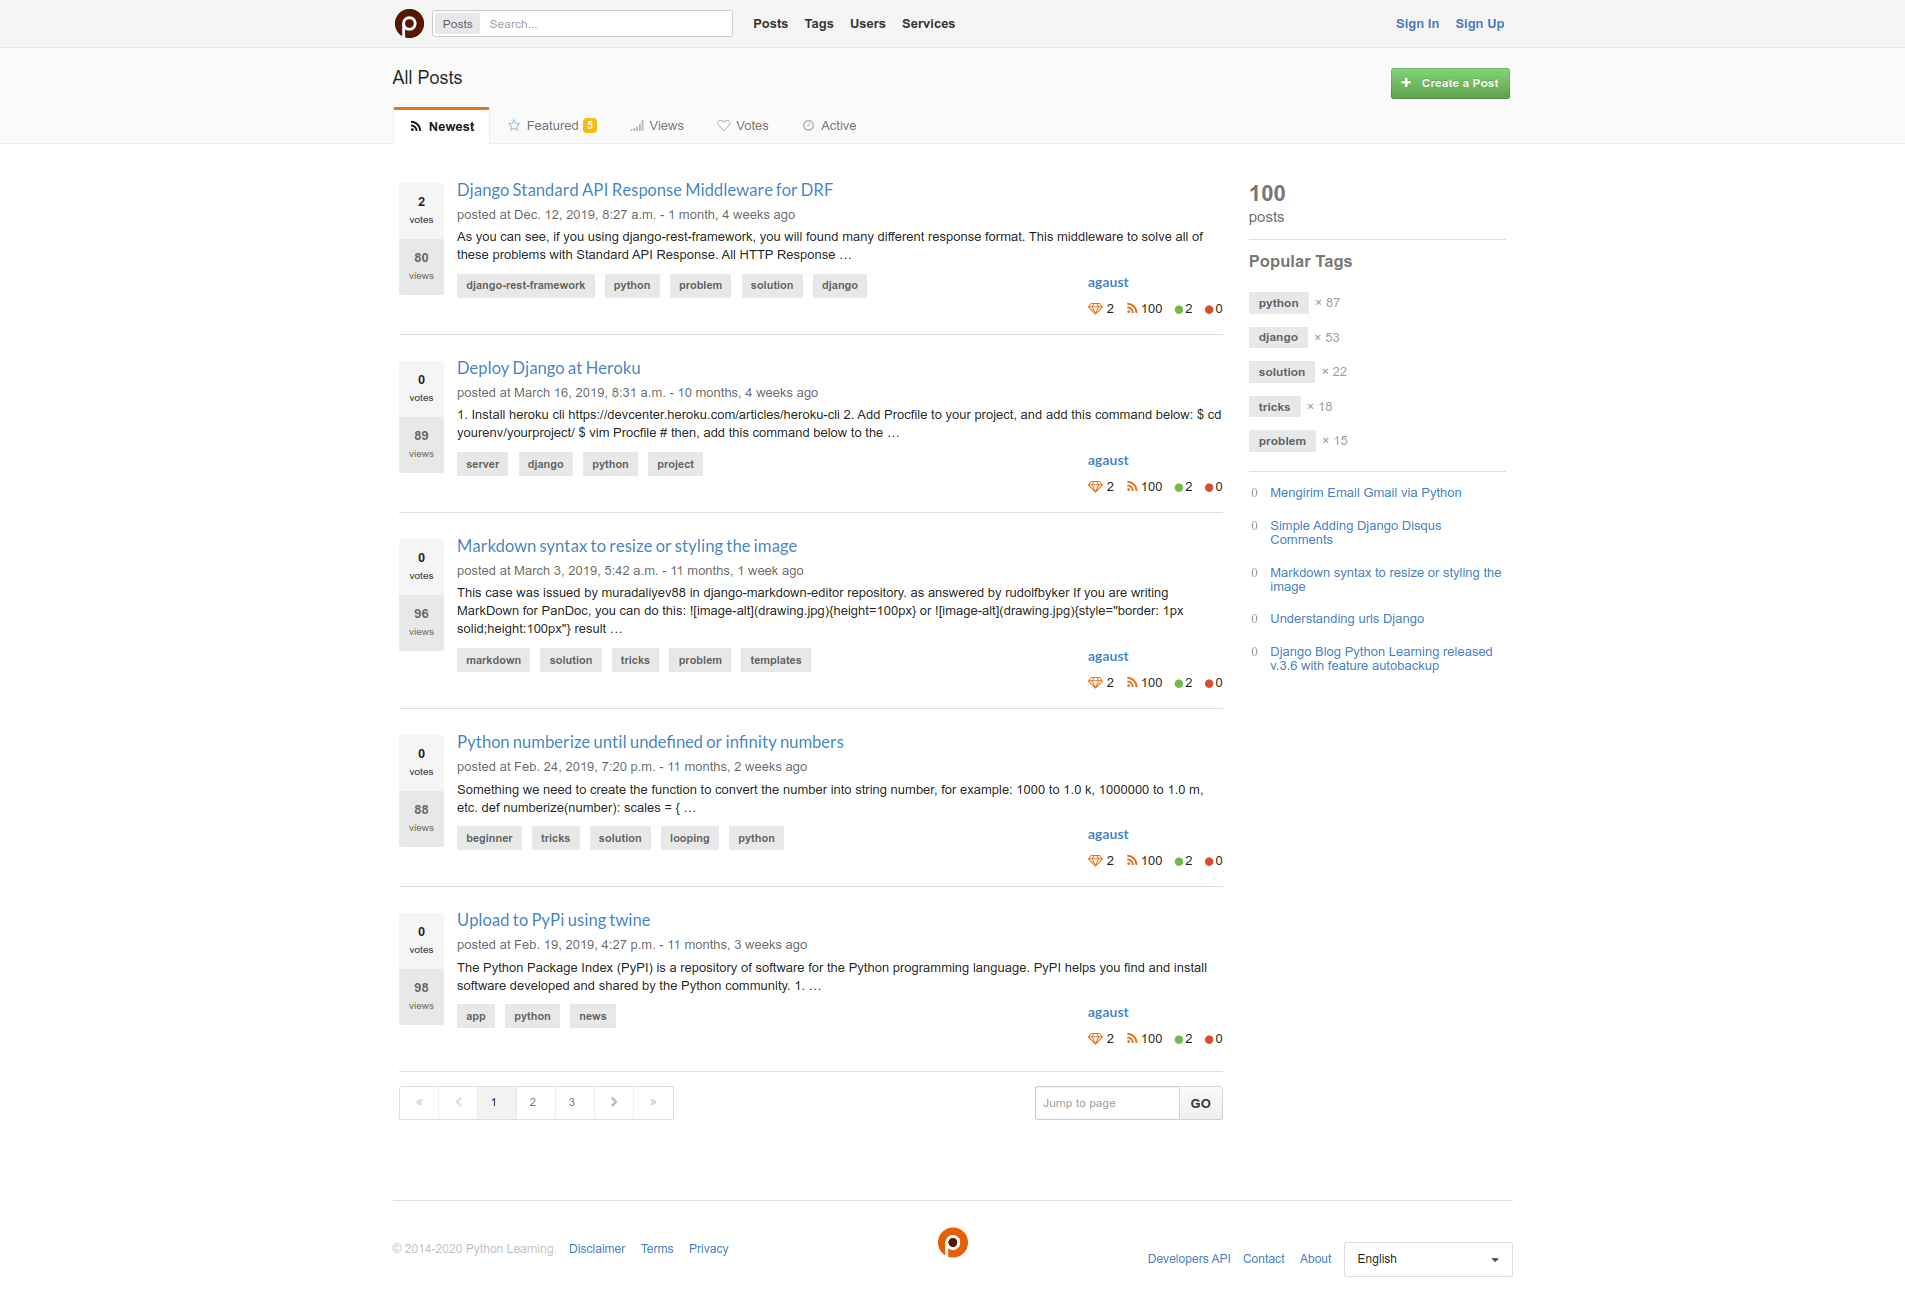 Posts Search... Posts Tags Users Services Sign In Sign Up
All Posts
+ Create a Post
Newest Featured 5 Views Votes Active
2
votes
80
views
Django Standard API Response Middleware for DRF
posted at Dec. 12, 2019, 8:27 a.m. - 1 month, 4 weeks ago
As you can see, if you using django-rest-framework, you will found many different response format. This middleware to solve all of
these problems with Standard API Response. All HTTP Response …
django-rest-framework python problem solution django
agaust
2 100 2 0
0
votes
89
views
Deploy Django at Heroku
posted at March 16, 2019, 8:31 a.m. - 10 months, 4 weeks ago
1. Install heroku cli https://devcenter.heroku.com/articles/heroku-cli 2. Add Procfile to your project, and add this command below: $ cd
yourenv/yourproject/ $ vim Procfile # then, add this command below to the …
server django python project
agaust
2 100 2 0
0
votes
96
views
Markdown syntax to resize or styling the image
posted at March 3, 2019, 5:42 a.m. - 11 months, 1 week ago
This case was issued by muradaliyev88 in django-markdown-editor repository. as answered by rudolfbyker If you are writing
MarkDown for PanDoc, you can do this: ![image-alt](drawing.jpg){height=100px} or ![image-alt](drawing.jpg){style="border: 1px
solid;height:100px"} result …
markdown solution tricks problem templates
agaust
2 100 2 0
0
votes
88
views
Python numberize until undefined or infinity numbers
posted at Feb. 24, 2019, 7:20 p.m. - 11 months, 2 weeks ago
Something we need to create the function to convert the number into string number, for example: 1000 to 1.0 k, 1000000 to 1.0 m,
etc. def numberize(number): scales = { …
beginner tricks solution looping python
agaust
2 100 2 0
0
votes
98
views
Upload to PyPi using twine
posted at Feb. 19, 2019, 4:27 p.m. - 11 months, 3 weeks ago
The Python Package Index (PyPI) is a repository of software for the Python programming language. PyPI helps you find and install
software developed and shared by the Python community. 1. …
app python news
agaust
2 100 2 0
« 1 2 3 »
Jump to page GO
100
posts
Popular Tags
python × 87
django × 53
solution × 22
tricks × 18
problem × 15
0 Mengirim Email Gmail via Python
0 Simple Adding Django Disqus
Comments
0 Markdown syntax to resize or styling the
image
0 Understanding urls Django
0 Django Blog Python Learning released
v.3.6 with feature autobackup
© 2014-2020 Python Learning. Disclaimer Terms Privacy
Developers API Contact About English